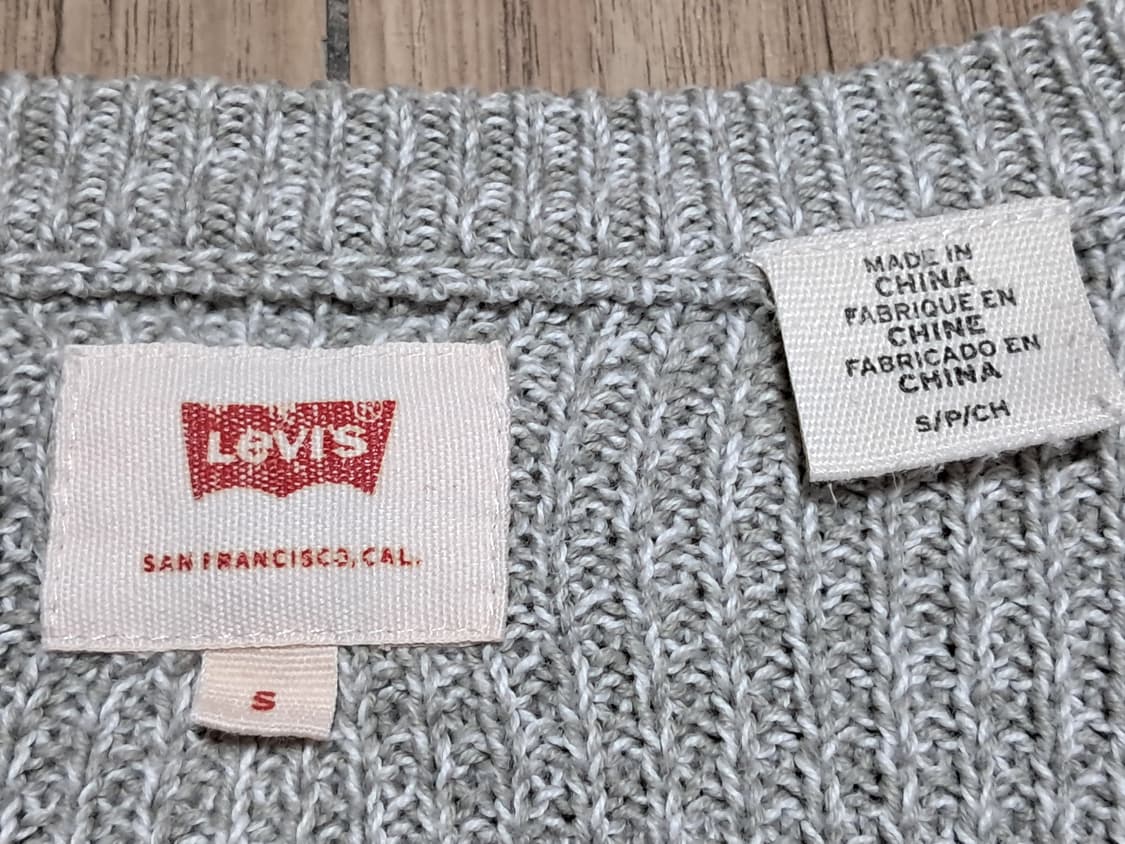 LEVI'S®
SAN FRANCISCO, CAL.
S
MADE IN
CHINA
FABRIQUE EN
CHINE
FABRICADO EN
CHINA
S/P/CH